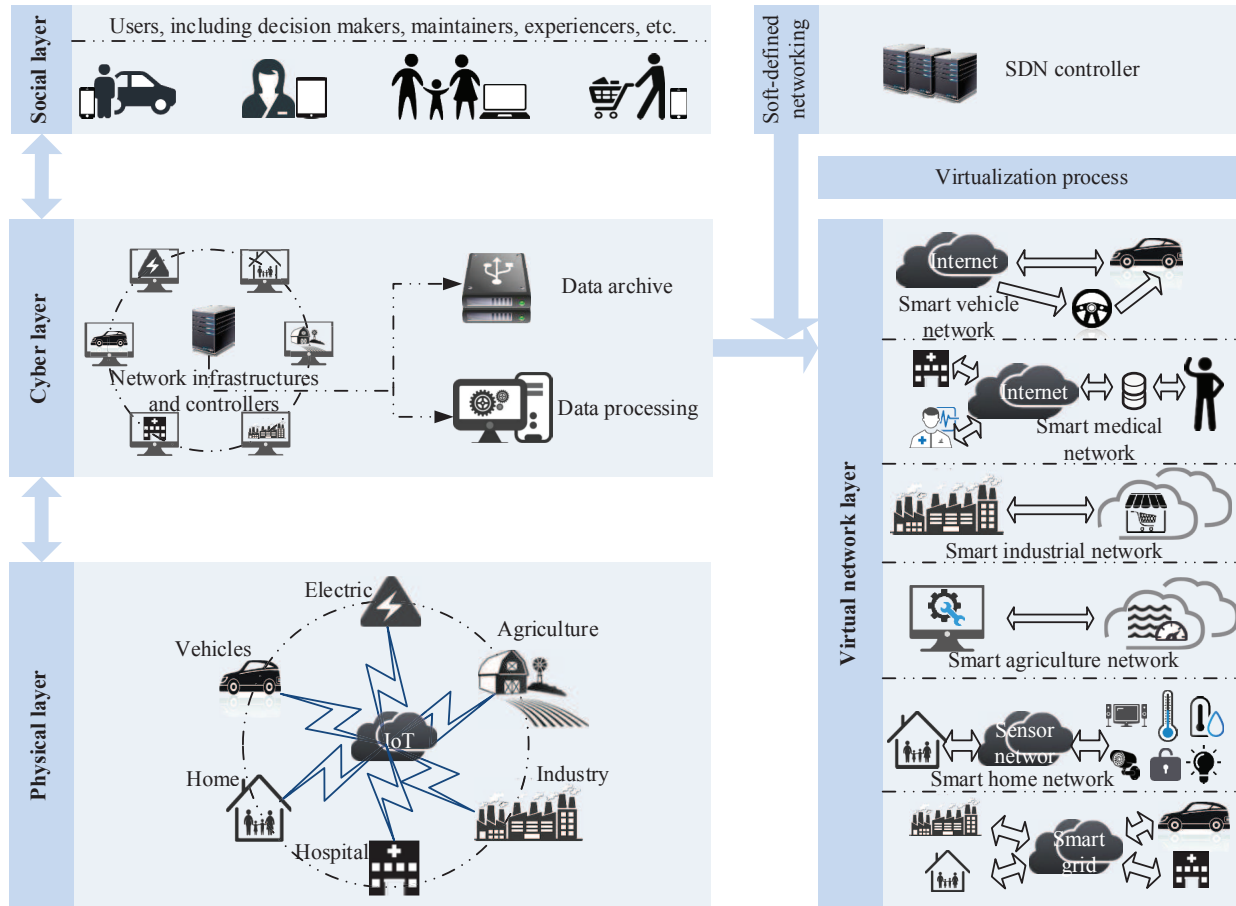 Social layer
Users, including decision makers, maintainers, experiencers, etc.
Soft-defined
networking
SDN controller
Virtualization process
Cyber layer
Network infrastructures
and controllers
Data archive
Data processing
Physical layer
Electric
Vehicles
Agriculture
IoT
Home
Industry
Hospital
Virtual network layer
Internet
Smart vehicle
network
Internet
Smart medical
network
Smart industrial network
Smart agriculture network
Sensor
networ
Smart home network
Smart
grid